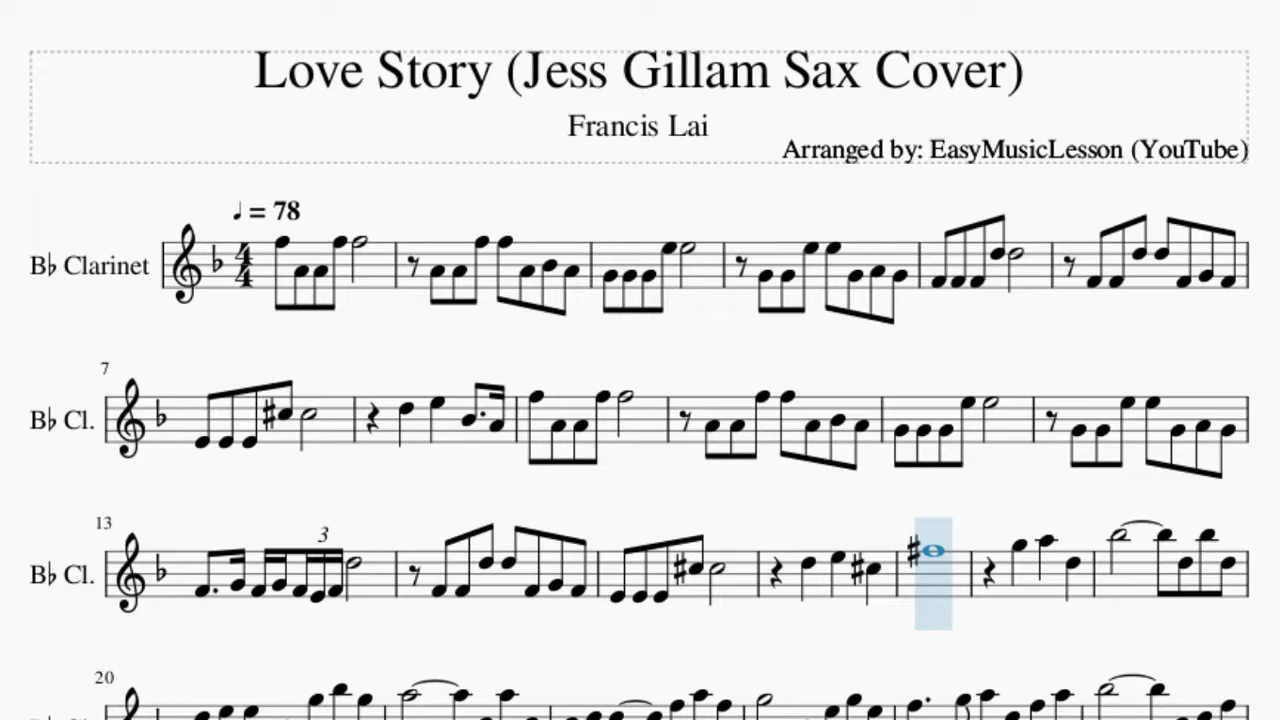 Love Story (Jess Gillam Sax Cover)
Francis Lai
Arranged by: EasyMusicLesson (YouTube)
♩ = 78
B♭ Clarinet
7
B♭ Cl.
13
3
B♭ Cl.
20